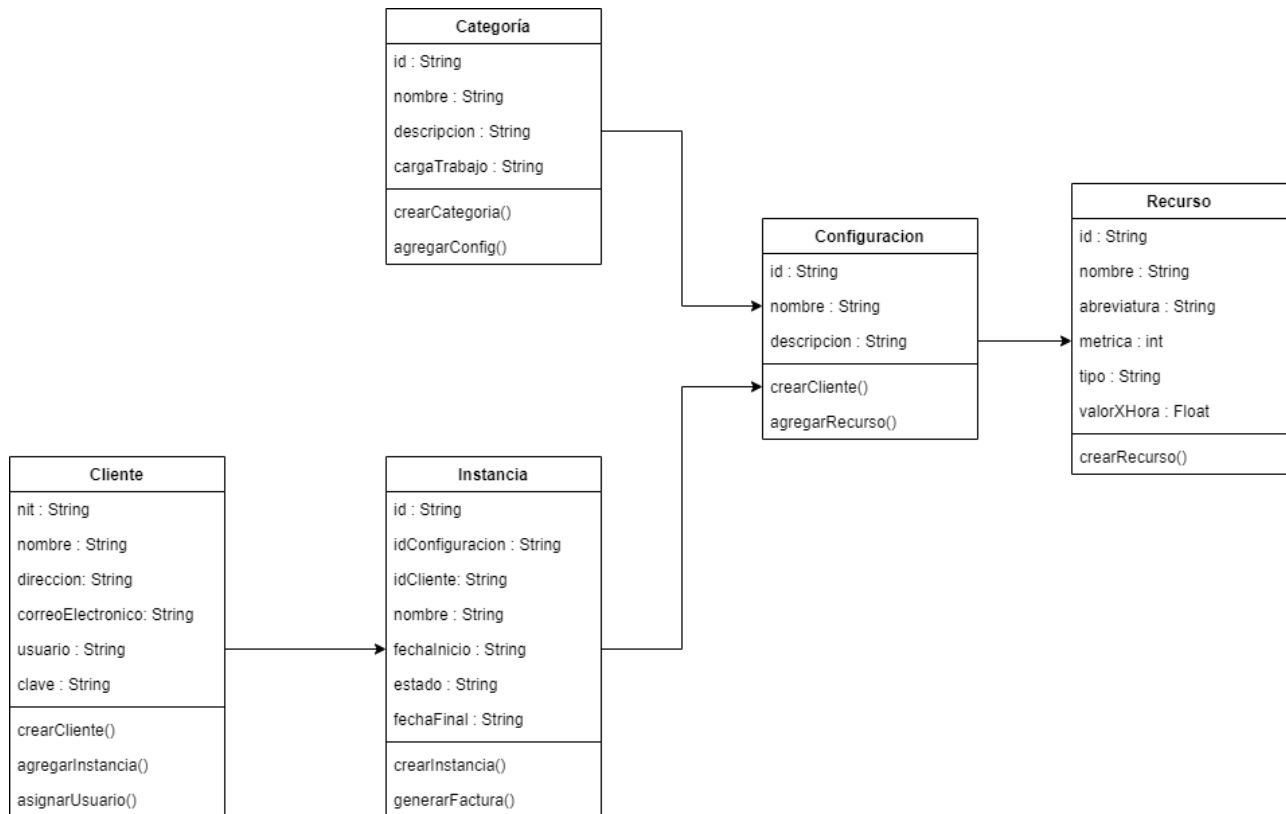 Categoría
id : String
nombre : String
descripcion : String
cargaTrabajo : String
crearCategoria()
agregarConfig()
Configuracion
id : String
nombre : String
descripcion : String
crearCliente()
agregarRecurso()
Recurso
id : String
nombre : String
abreviatura : String
metrica : int
tipo : String
valorXHora : Float
crearRecurso()
Cliente
nit : String
nombre : String
direccion: String
correoElectronico: String
usuario : String
clave : String
crearCliente()
agregarInstancia()
asignarUsuario()
Instancia
id : String
idConfiguracion : String
idCliente: String
nombre : String
fechaInicio : String
estado : String
fechaFinal : String
crearInstancia()
generarFactura()